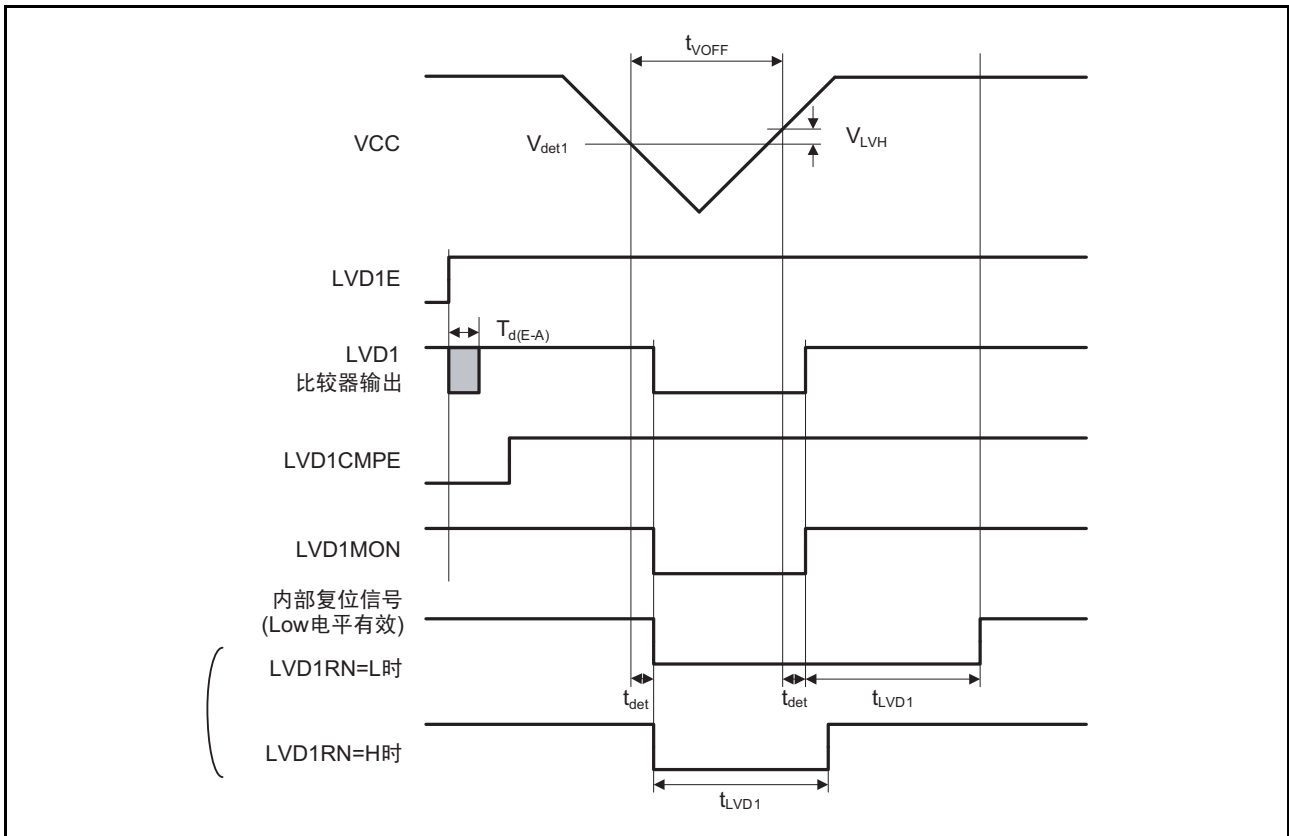 tVOFF
VCC
Vdet1
VLVH
LVD1E
Td(E-A)
LVD1
比较器输出
LVD1CMPE
LVD1MON
内部复位信号
(Low电平有效)
LVD1RN=L时
tdet
tdet
tLVD1
LVD1RN=H时
tLVD1